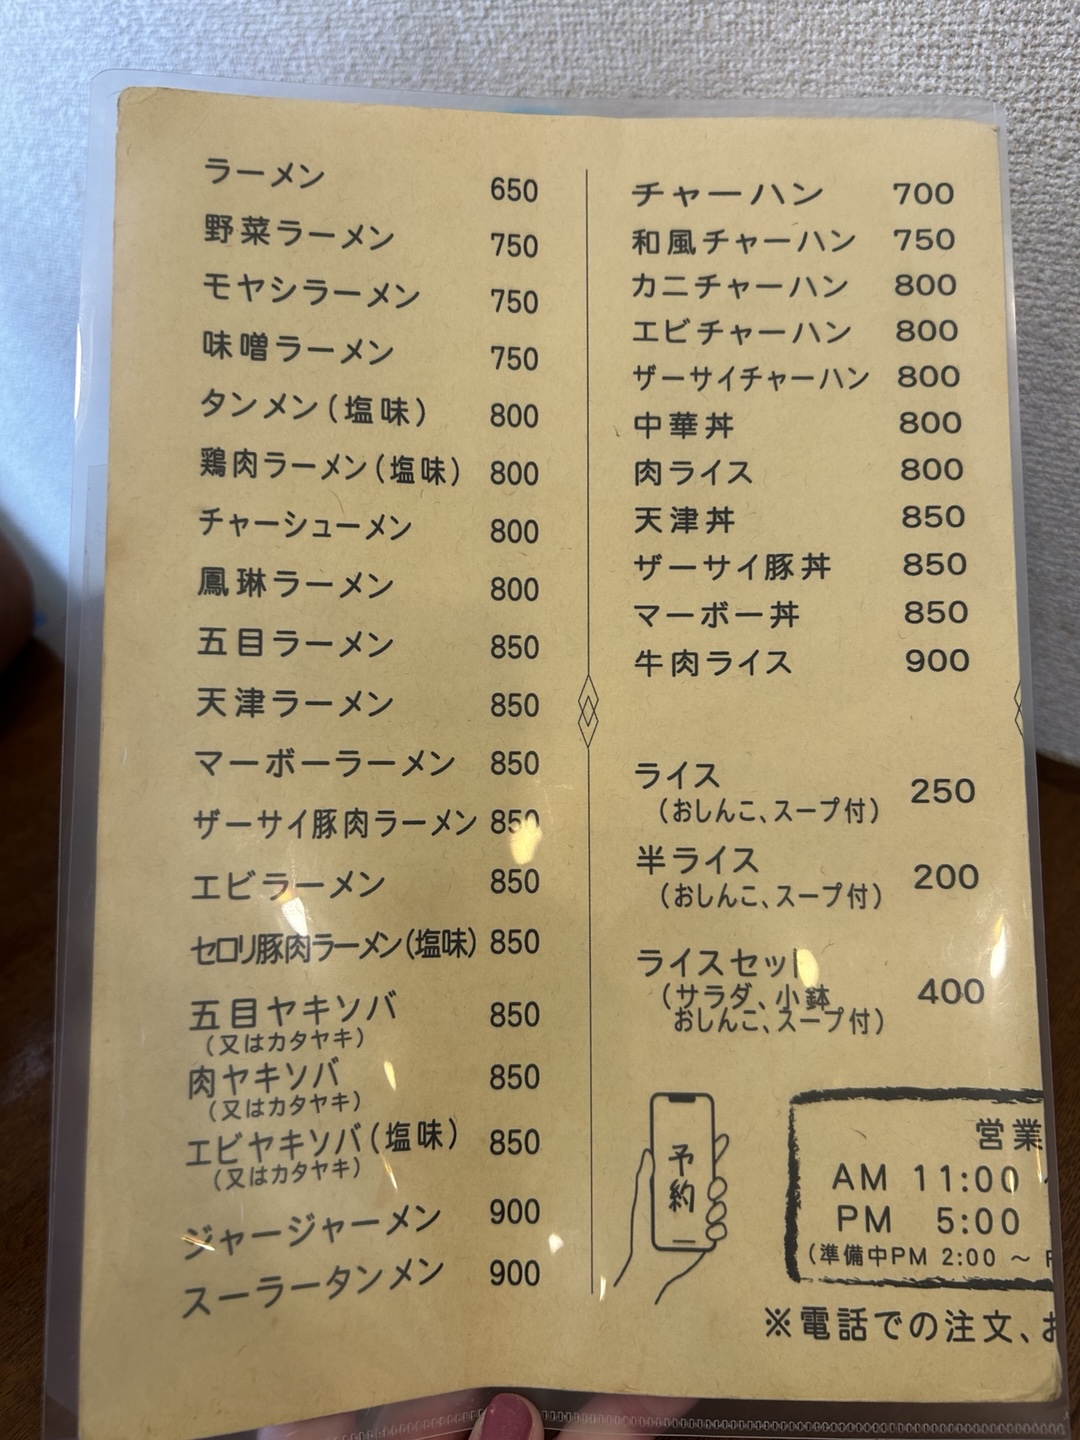 ラーメン 650
野菜ラーメン 750
モヤシラーメン 750
味噌ラーメン 750
タンメン(塩味) 800
鶏肉ラーメン(塩味) 800
チャーシューメン 800
鳳琳ラーメン 800
五目ラーメン 850
天津ラーメン 850
マーボーラーメン 850
ザーサイ豚肉ラーメン 850
エビラーメン 850
セロリ豚肉ラーメン(塩味) 850
五目ヤキソバ 850
(又はカタヤキ)
肉ヤキソバ 850
(又はカタヤキ)
エビヤキソバ(塩味) 850
(又はカタヤキ)
ジャージャーメン 900
スーラータンメン 900
チャーハン 700
和風チャーハン 750
カニチャーハン 800
エビチャーハン 800
ザーサイチャーハン 800
中華丼 800
肉ライス 800
天津丼 850
ザーサイ豚丼 850
マーボー丼 850
牛肉ライス 900
ライス 250
(おしんこ、スープ付)
半ライス 200
(おしんこ、スープ付)
ライスセット 400
(サラダ、小鉢
おしんこ、スープ付)
予約
営業
AM 11:00
PM 5:00
(準備中PM 2:00 ～
※電話での注文、お